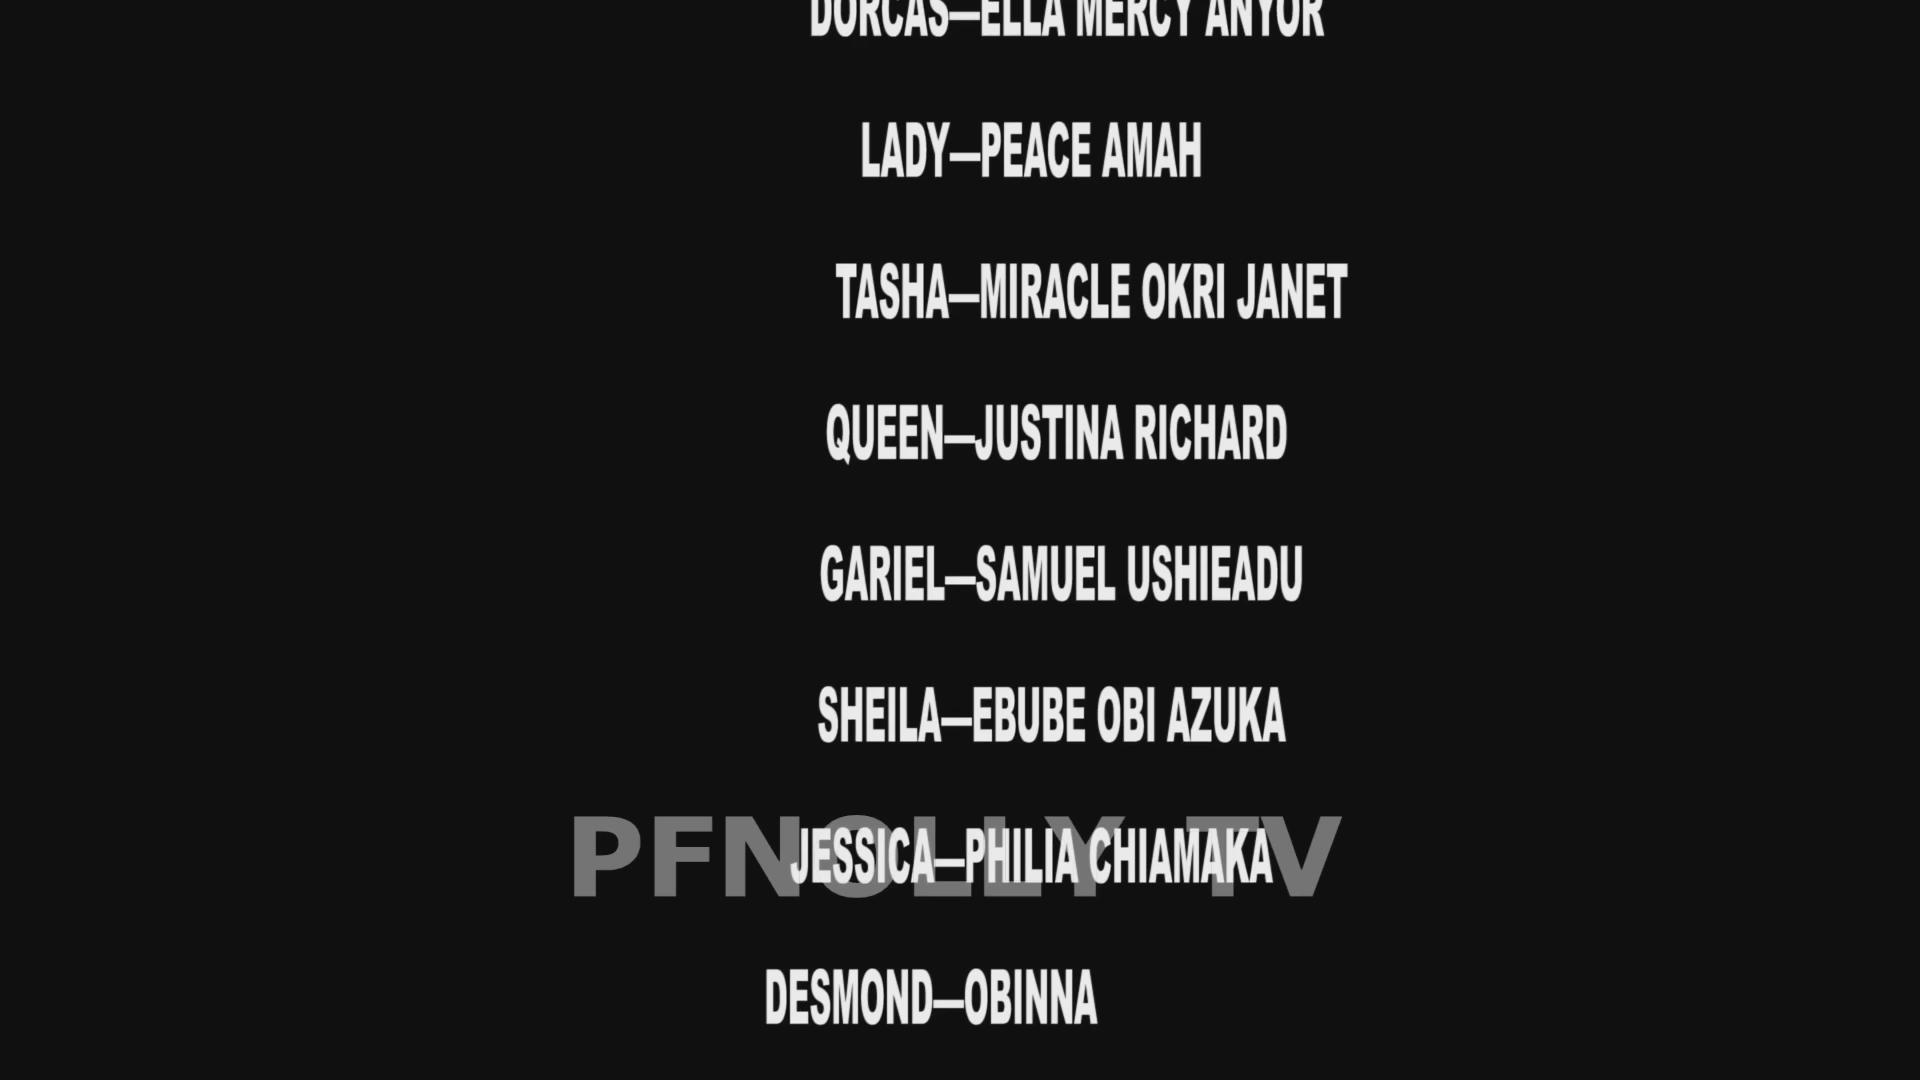 DORCAS—ELLA MERCY ANYOR
LADY—PEACE AMAH
TASHA—MIRACLE OKRI JANET
QUEEN—JUSTINA RICHARD
GARIEL—SAMUEL USHIEADU
SHEILA—EBUBE OBI AZUKA
JESSICA—PHILIA CHIAMAKA
PFNOLLY TV
DESMOND—OBINNA